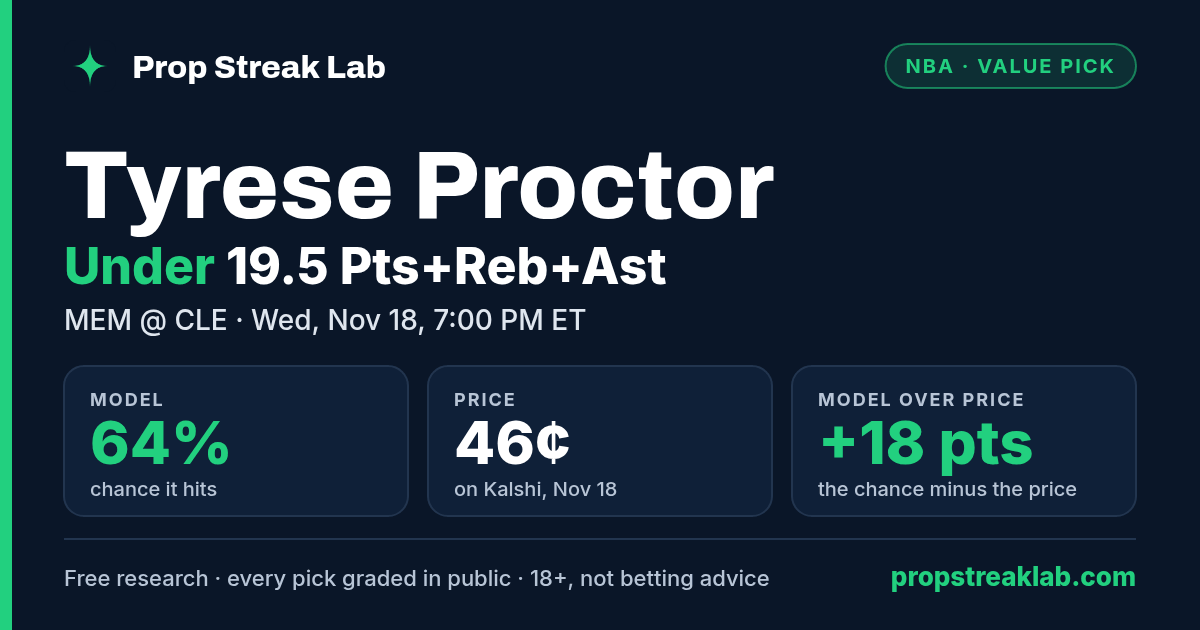 Prop Streak Lab
NBA · VALUE PICK
Tyrese Proctor
Under 19.5 Pts+Reb+Ast
MEM @ CLE · Wed, Nov 18, 7:00 PM ET
MODEL
64%
chance it hits
PRICE
46¢
on Kalshi, Nov 18
MODEL OVER PRICE
+18 pts
the chance minus the price
Free research · every pick graded in public · 18+, not betting advice
propstreaklab.com